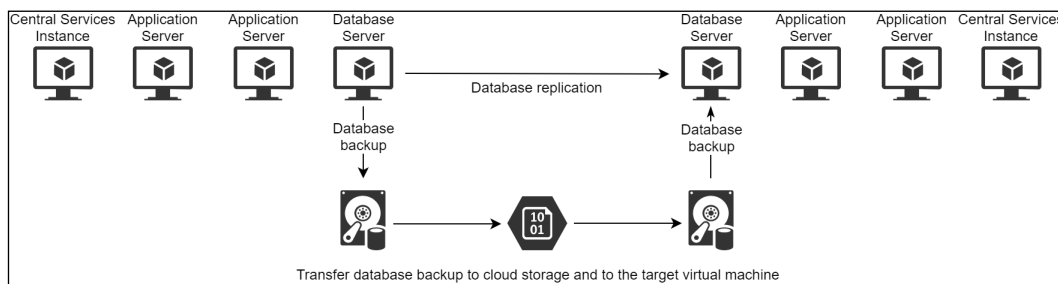 Central Services
Instance
Application
Server
Application
Server
Database
Server
Database
Server
Application
Server
Application
Server
Central Services
Instance
Database replication
Database
backup
Database
backup
10
01
Transfer database backup to cloud storage and to the target virtual machine